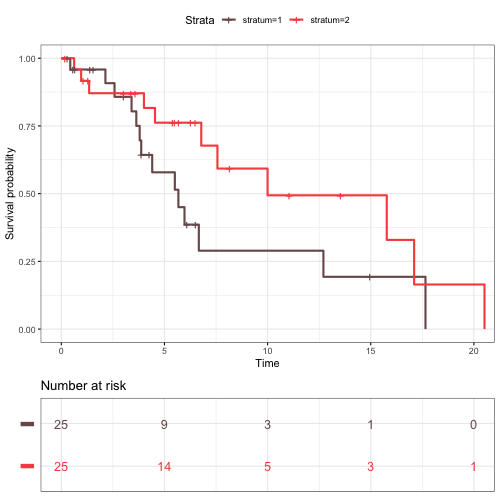 Strata stratum=1 stratum=2
Survival probability
1.00
0.75
0.50
0.25
0.00
0 5 10 15 20
Time
Number at risk
25 9 3 1 0
25 14 5 3 1